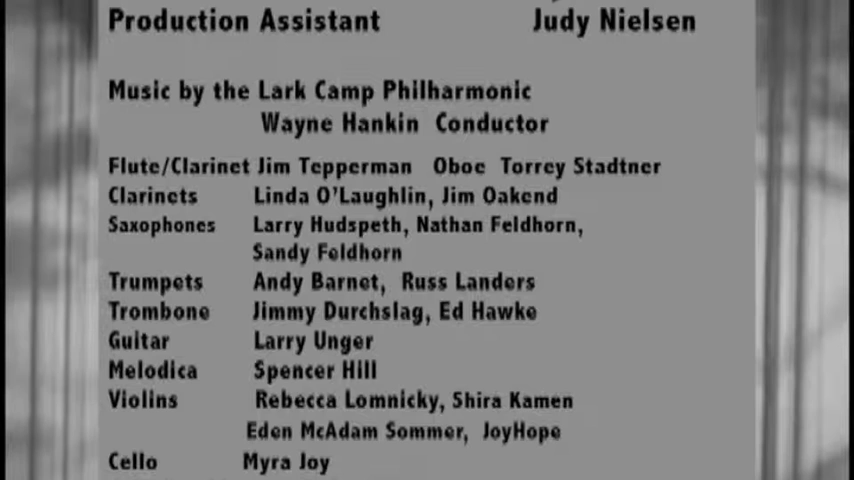 Production Assistant Judy Nielsen
Music by the Lark Camp Philharmonic
Wayne Hankin Conductor
Flute/Clarinet Jim Tepperman Oboe Torrey Stadtner
Clarinets Linda O'Laughlin, Jim Oakend
Saxophones Larry Hudspeth, Nathan Feldhorn,
Sandy Feldhorn
Trumpets Andy Barnet, Russ Landers
Trombone Jimmy Durchslag, Ed Hawke
Guitar Larry Unger
Melodica Spencer Hill
Violins Rebecca Lomnicky, Shira Kamen
Eden McAdam Sommer, JoyHope
Cello Myra Joy